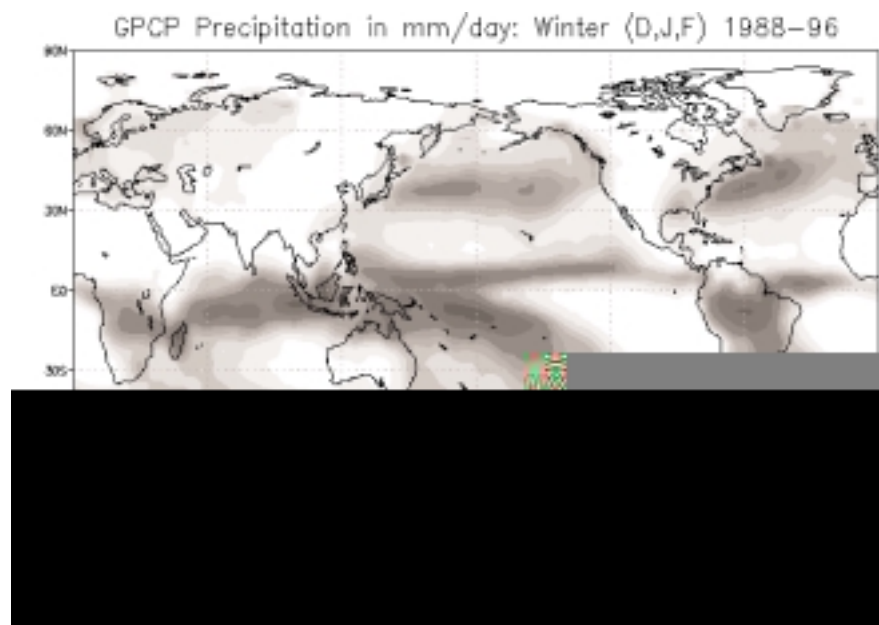 GPCP Precipitation in mm/day: Winter (D,J,F) 1988-96
90N
60N
30N
EQ
30S